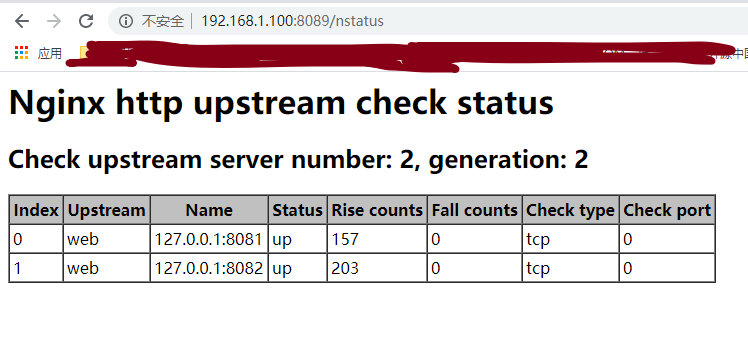 不安全 192.168.1.100:8089/nstatus
应用
Nginx http upstream check status
Check upstream server number: 2, generation: 2
Index Upstream Name Status Rise counts Fall counts Check type Check port
0 web 127.0.0.1:8081 up 157 0 tcp 0
1 web 127.0.0.1:8082 up 203 0 tcp 0